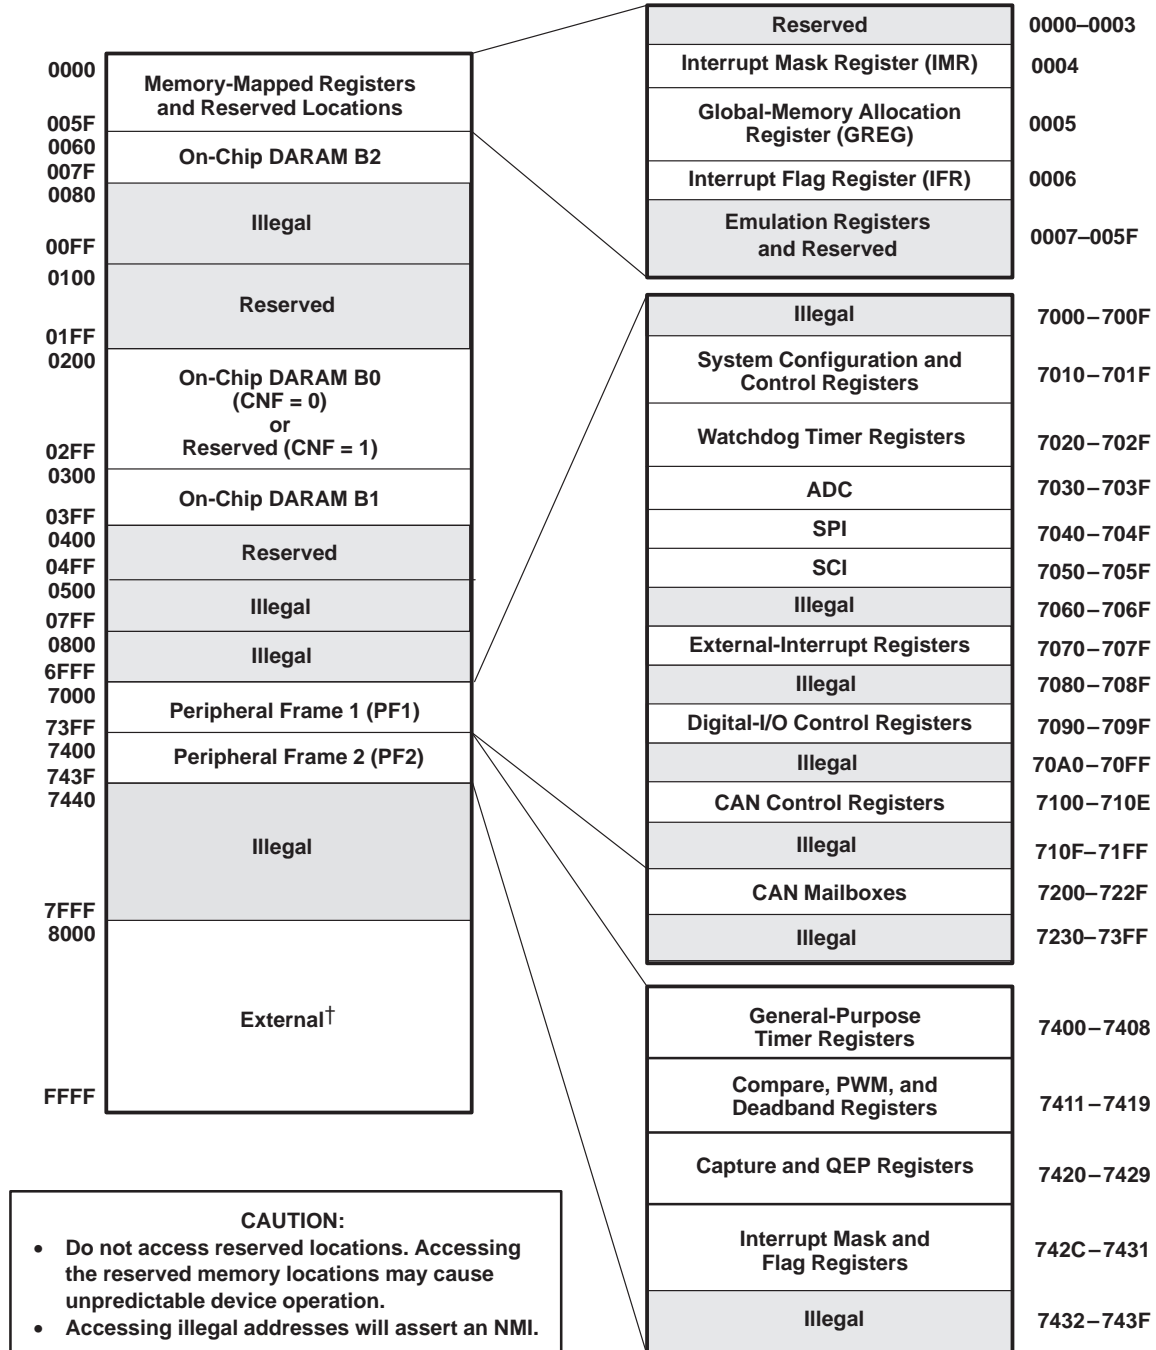 0000
Memory-Mapped Registers
and Reserved Locations
005F
0060
On-Chip DARAM B2
007F
0080
Illegal
00FF
0100
Reserved
01FF
0200
On-Chip DARAM B0
(CNF = 0)
or
Reserved (CNF = 1)
02FF
0300
On-Chip DARAM B1
03FF
0400
Reserved
04FF
0500
Illegal
07FF
0800
Illegal
6FFF
7000
Peripheral Frame 1 (PF1)
73FF
7400
Peripheral Frame 2 (PF2)
743F
7440
Illegal
7FFF
8000
External†
FFFF
Reserved 0000–0003
Interrupt Mask Register (IMR) 0004
Global-Memory Allocation
Register (GREG) 0005
Interrupt Flag Register (IFR) 0006
Emulation Registers
and Reserved 0007–005F
Illegal 7000–700F
System Configuration and
Control Registers 7010–701F
Watchdog Timer Registers 7020–702F
ADC 7030–703F
SPI 7040–704F
SCI 7050–705F
Illegal 7060–706F
External-Interrupt Registers 7070–707F
Illegal 7080–708F
Digital-I/O Control Registers 7090–709F
Illegal 70A0–70FF
CAN Control Registers 7100–710E
Illegal 710F–71FF
CAN Mailboxes 7200–722F
Illegal 7230–73FF
General-Purpose
Timer Registers 7400–7408
Compare, PWM, and
Deadband Registers 7411–7419
Capture and QEP Registers 7420–7429
Interrupt Mask and
Flag Registers 742C–7431
Illegal 7432–743F
CAUTION:
• Do not access reserved locations. Accessing
the reserved memory locations may cause
unpredictable device operation.
• Accessing illegal addresses will assert an NMI.